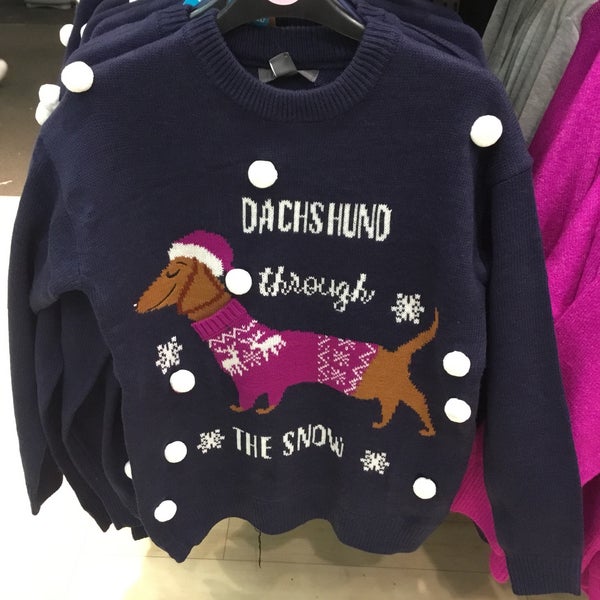 DACHSHUND
through
THE SNOW